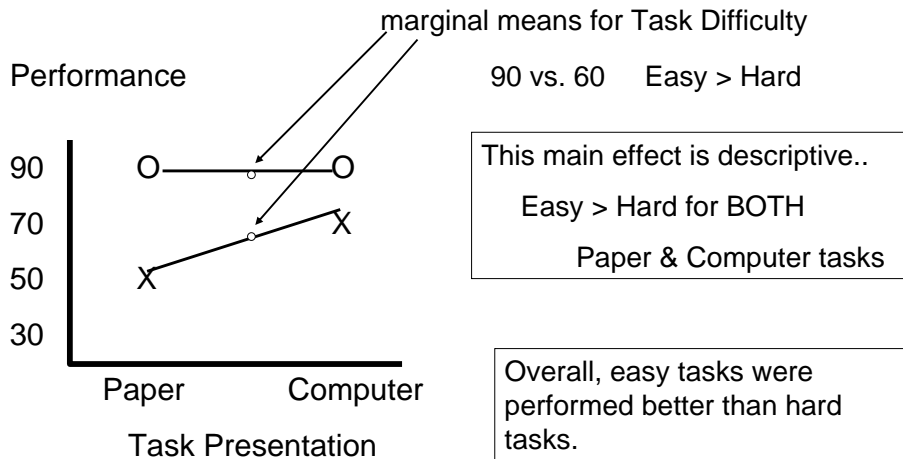 marginal means for Task Difficulty
Performance
90 vs. 60 Easy > Hard
This main effect is descriptive..
Easy > Hard for BOTH
Paper & Computer tasks
90 O O
70 X
50 X
30
Paper Computer
Task Presentation
Overall, easy tasks were
performed better than hard
tasks.